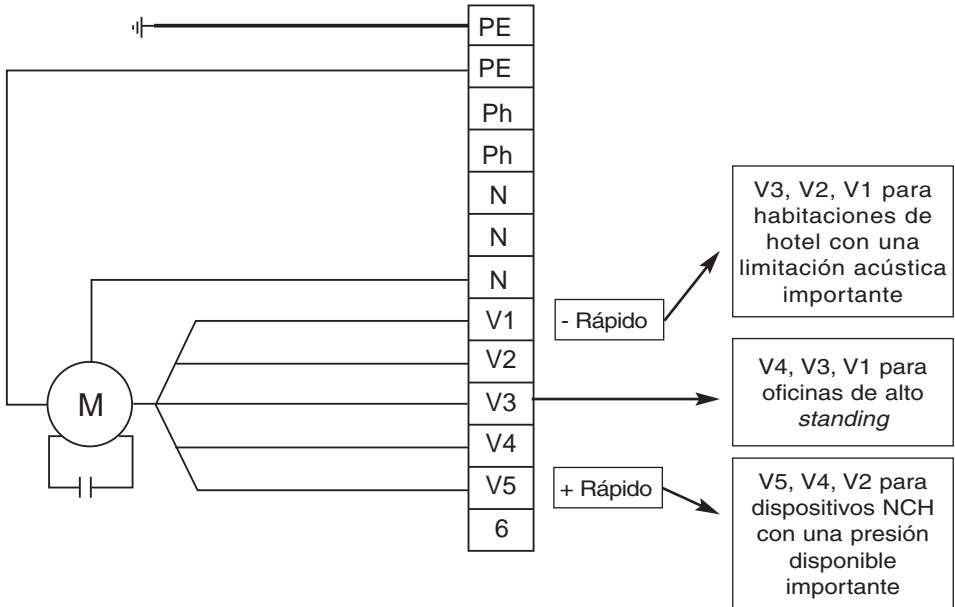 PE
PE
Ph
Ph
N
N
N
V1
V2
V3
V4
V5
6
M
- Rápido
+ Rápido
V3, V2, V1 para
habitaciones de
hotel con una
limitación acústica
importante
V4, V3, V1 para
oficinas de alto
standing
V5, V4, V2 para
dispositivos NCH
con una presión
disponible
importante